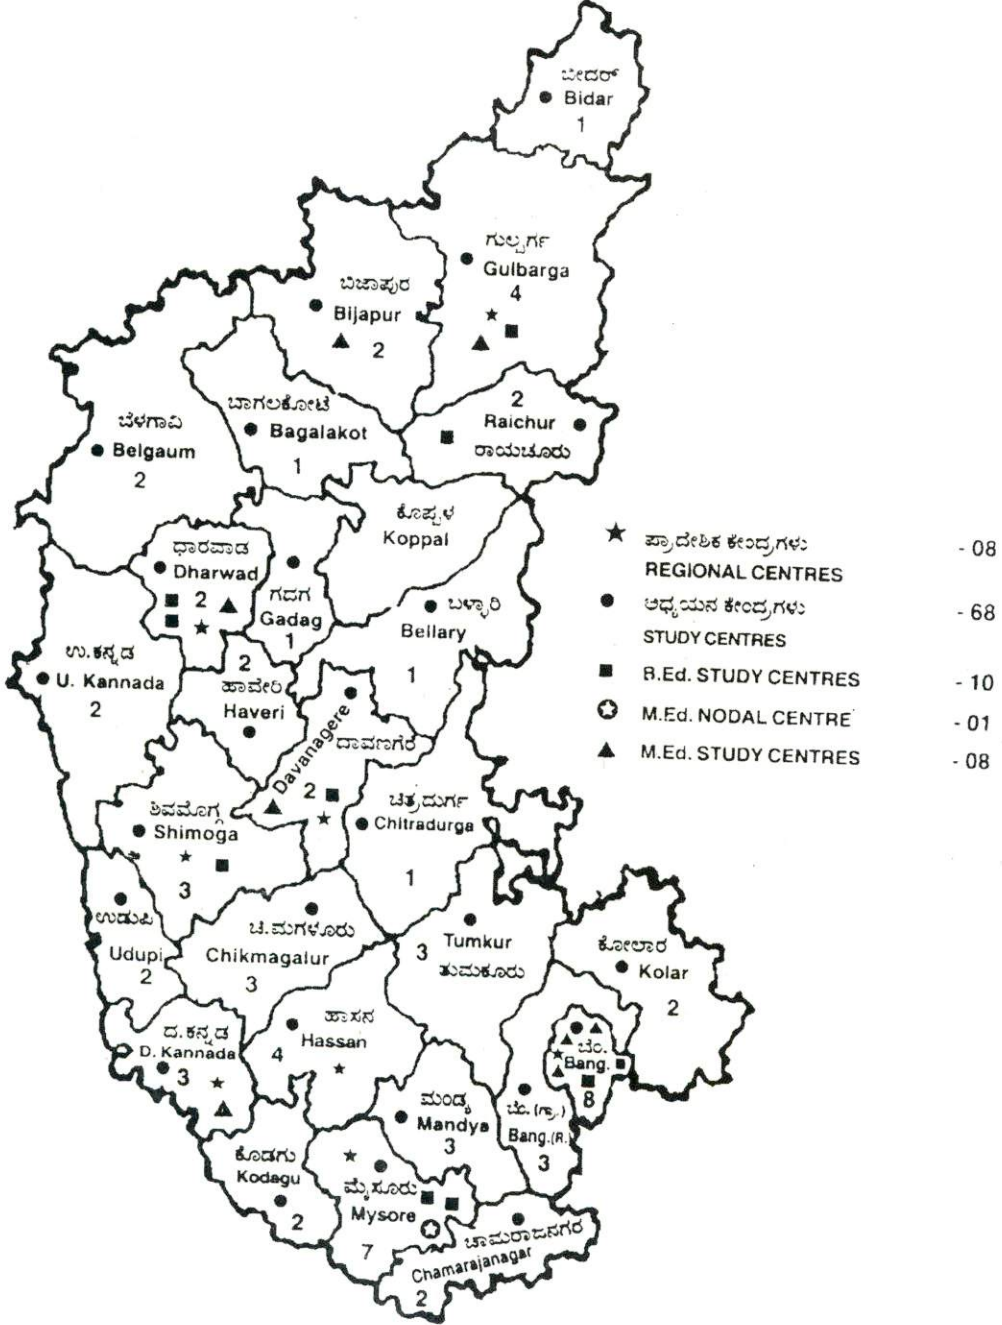 ಬೀದರ್
Bidar
1
ಗುಲ್ಬರ್ಗ
Gulbarga
4
ಬಿಜಾಪುರ
Bijapur
2
2
Raichur
ರಾಯಚೂರು
ಬಾಗಲಕೋಟೆ
Bagalakot
1
ಬೆಳಗಾವಿ
Belgaum
2
ಕೊಪ್ಪಳ
Koppal
ಧಾರವಾಡ
Dharwad
2
ಗದಗ
Gadag
1
ಬಳ್ಳಾರಿ
Bellary
1
ಉ.ಕನ್ನಡ
U. Kannada
2
2
ಹಾವೇರಿ
Haveri
Davanagere
ದಾವಣಗೆರೆ
2
ಶಿವಮೊಗ್ಗ
Shimoga
3
ಚಿತ್ರದುರ್ಗ
Chitradurga
1
ಉಡುಪಿ
Udupi
2
ಚಿ.ಮಗಳೂರು
Chikmagalur
3
3
Tumkur
ತುಮಕೂರು
ಕೋಲಾರ
Kolar
2
ದ.ಕನ್ನಡ
D. Kannada
3
ಹಾಸನ
Hassan
4
ಬೆಂ.
Bang.
8
ಬೆಂ.(ಗ್ರಾ.)
Bang.(R.)
3
ಮಂಡ್ಯ
Mandya
3
ಕೊಡಗು
Kodagu
2
ಮೈಸೂರು
Mysore
7
ಚಾಮರಾಜನಗರ
Chamarajanagar
2
ಪ್ರಾದೇಶಿಕ ಕೇಂದ್ರಗಳು - 08
REGIONAL CENTRES
ಅಧ್ಯಯನ ಕೇಂದ್ರಗಳು - 68
STUDY CENTRES
B.Ed. STUDY CENTRES - 10
M.Ed. NODAL CENTRE - 01
M.Ed. STUDY CENTRES - 08